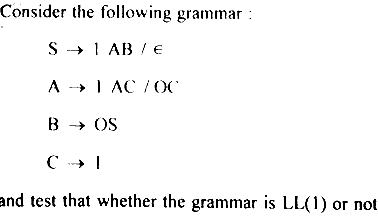 Consider the following grammar :
S → 1 AB / ϵ
A → 1 AC / OC
B → OS
C → 1
and test that whether the grammar is LL(1) or not